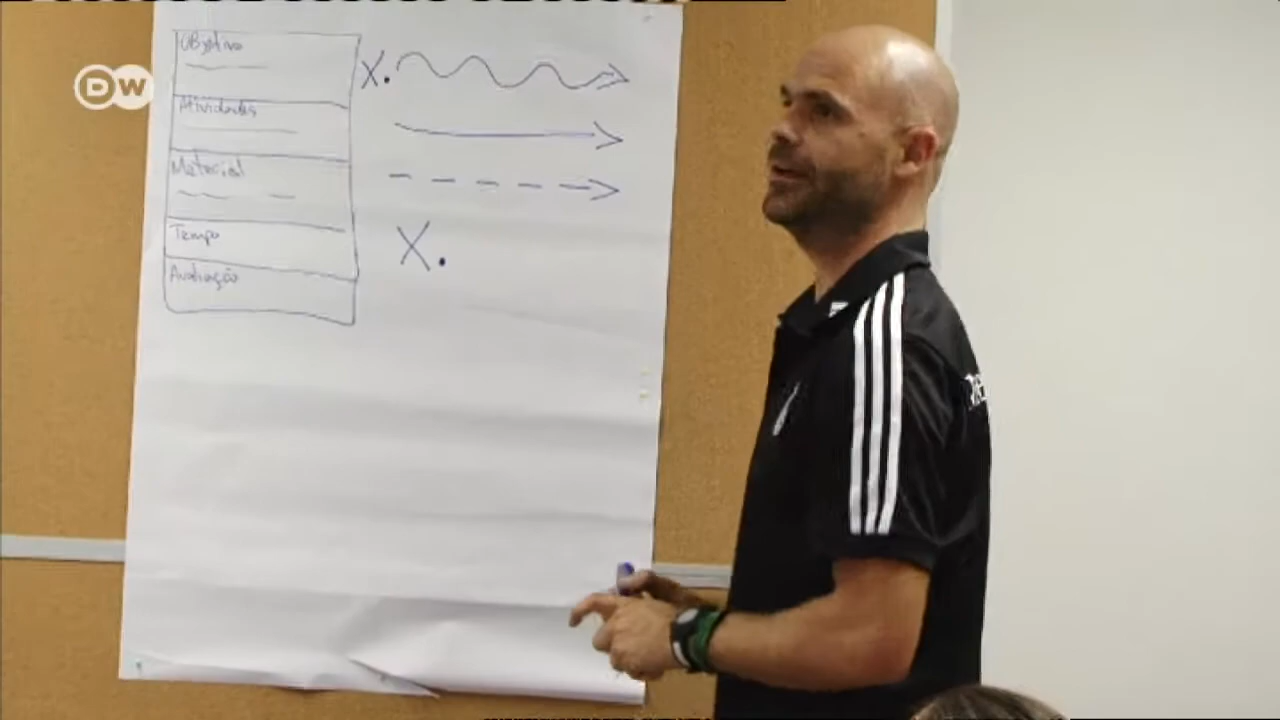 DW
Objetivo
Atividades
Material
Tempo
Avaliação
X.
X.